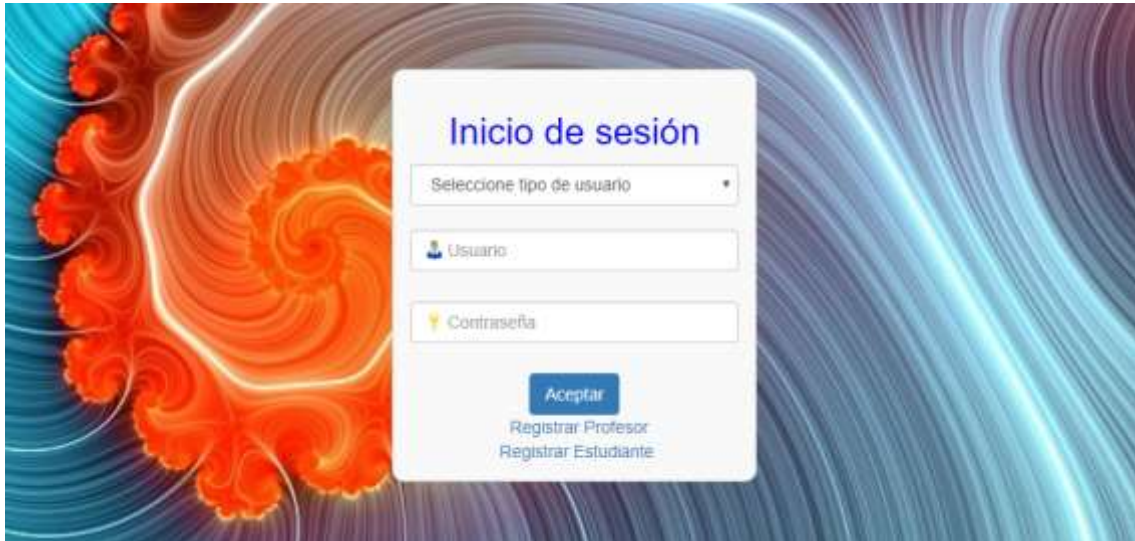 Inicio de sesión
Seleccione tipo de usuario
Usuario
Contraseña
Aceptar
Registrar Profesor
Registrar Estudiante